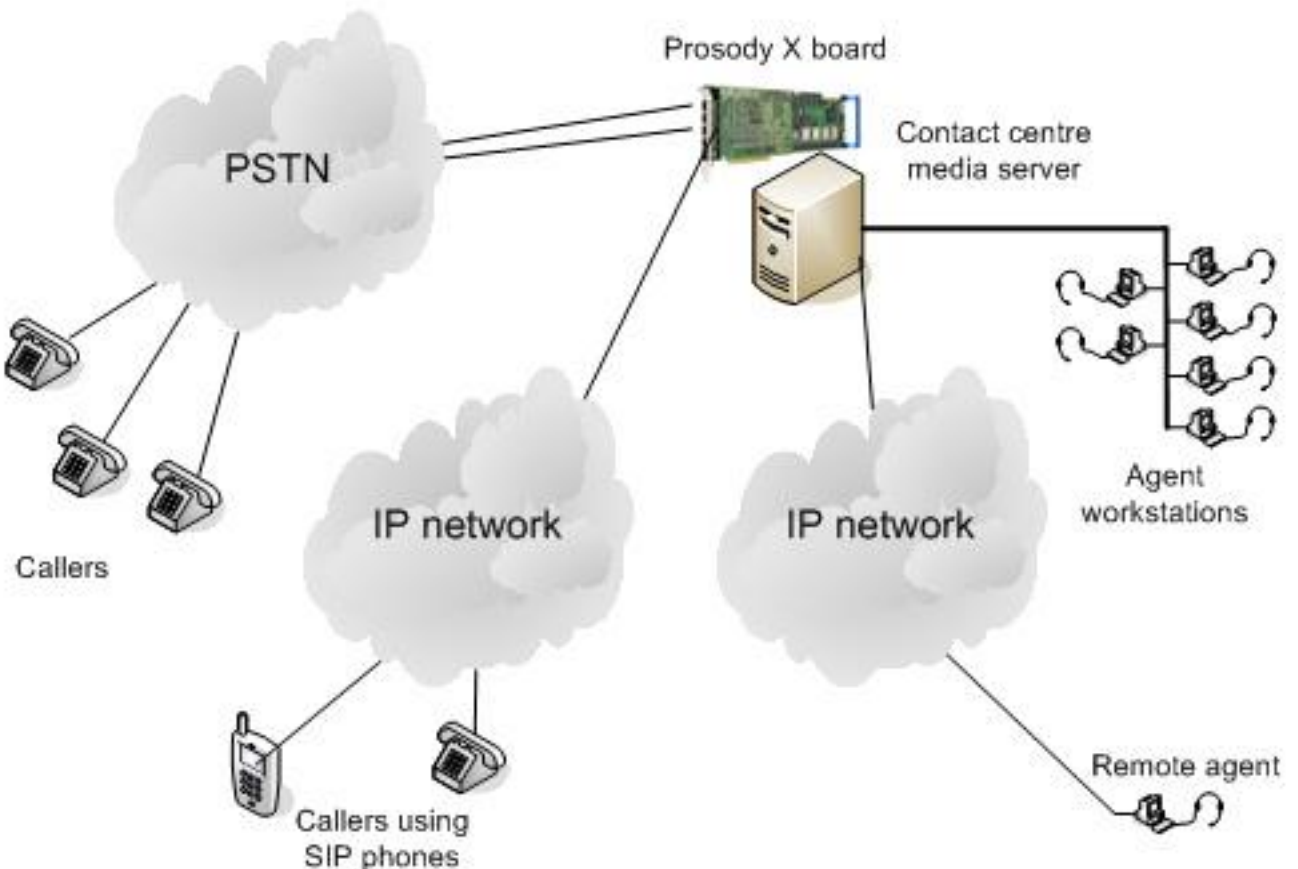 Prosody X board
Contact centre
media server
PSTN
Agent
workstations
IP network
IP network
Callers
Remote agent
Callers using
SIP phones